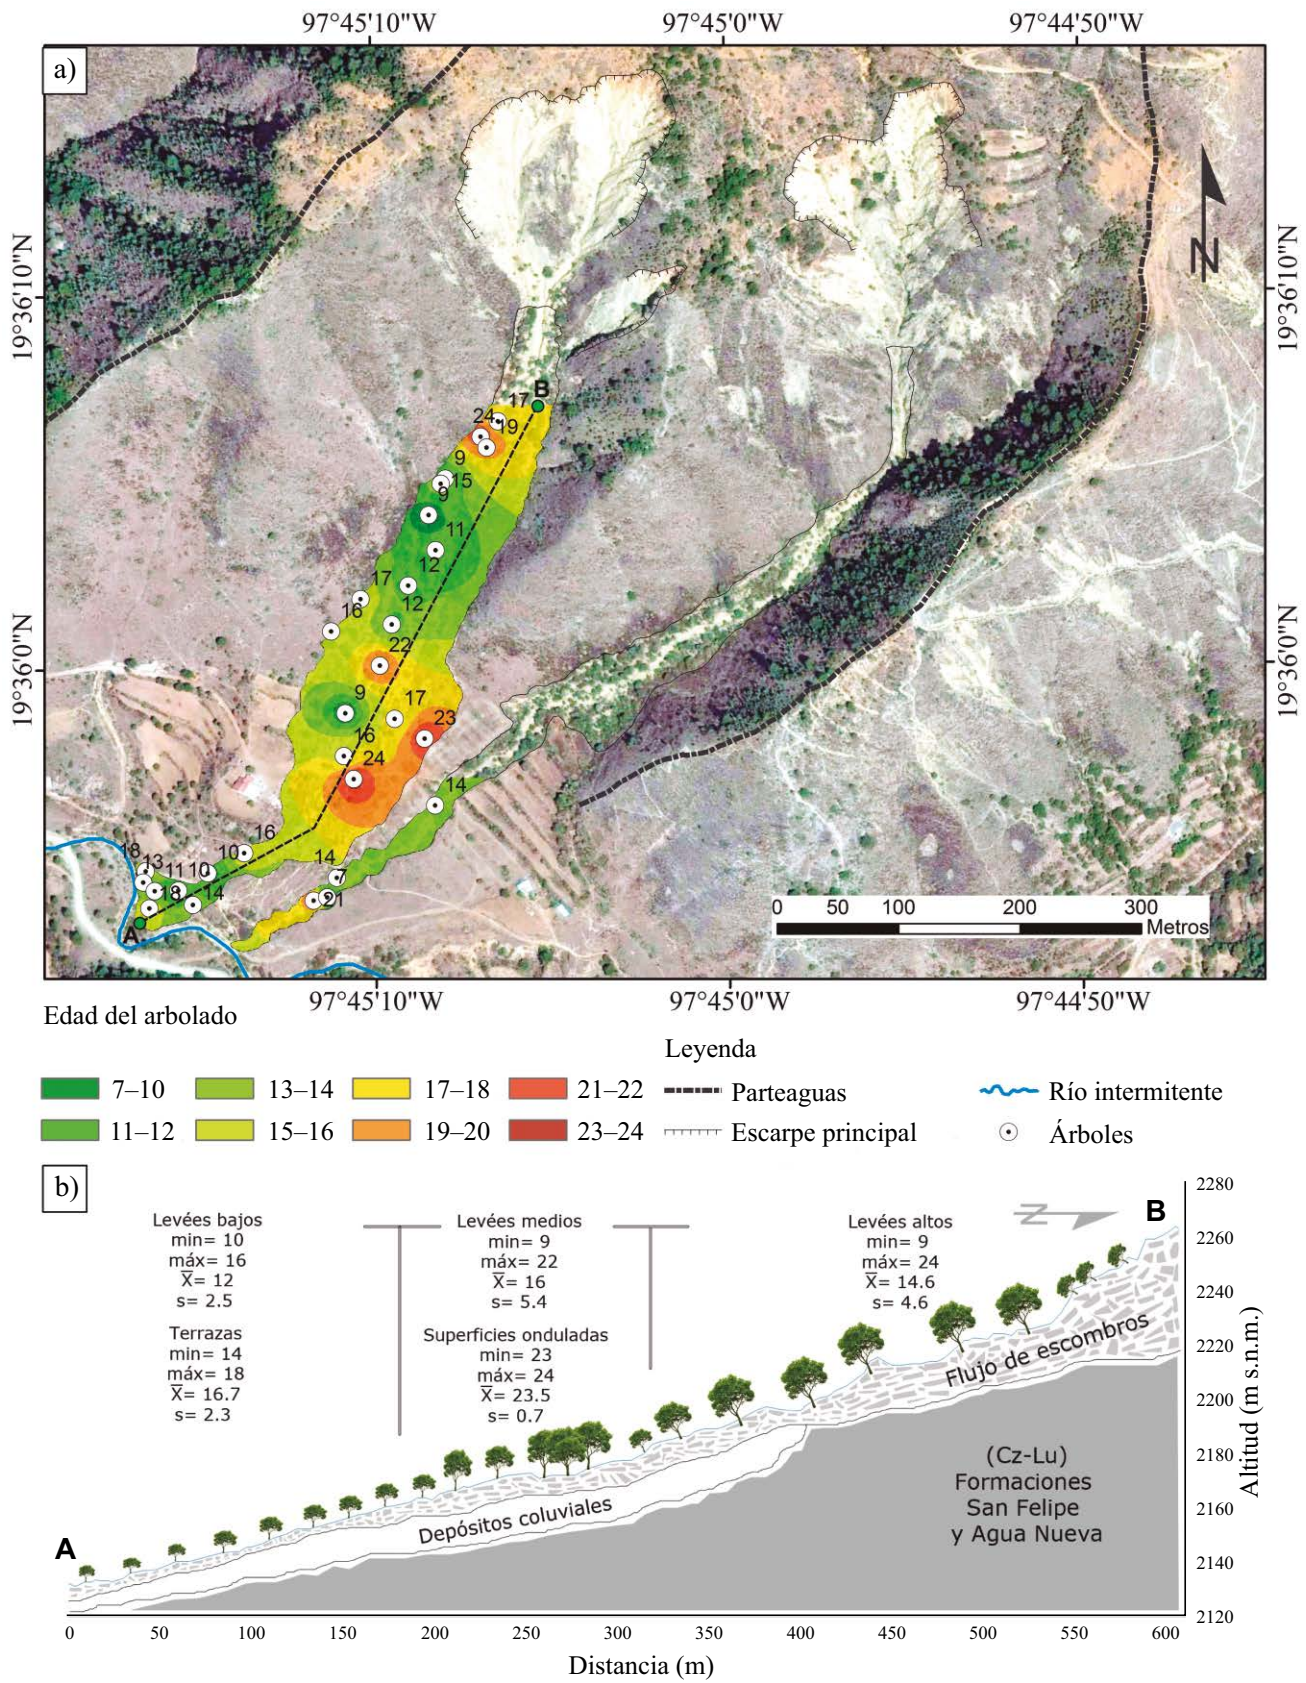 97°45'10"W 97°45'0"W 97°44'50"W
a)
19°36'10"N
19°36'10"N
19°36'0"N
19°36'0"N
N
B
17
24
19
9
15
9
11
12
17
12
16
22
9
17
23
16
24
14
16
10
18
13
11
10
18
14
14
7
21
A
0 50 100 200 300
Metros
97°45'10"W 97°45'0"W 97°44'50"W
Edad del arbolado
Leyenda
7–10 13–14 17–18 21–22 Parteaguas Río intermitente
11–12 15–16 19–20 23–24 Escarpe principal Árboles
b)
Levées bajos
min= 10
máx= 16
X̅= 12
s= 2.5
Terrazas
min= 14
máx= 18
X̅= 16.7
s= 2.3
Levées medios
min= 9
máx= 22
X̅= 16
s= 5.4
Superficies onduladas
min= 23
máx= 24
X̅= 23.5
s= 0.7
Levées altos
min= 9
máx= 24
X̅= 14.6
s= 4.6
N
B
A
Flujo de escombros
Depósitos coluviales
(Cz-Lu)
Formaciones
San Felipe
y Agua Nueva
2280
2260
2240
2220
2200
2180
2160
2140
2120
Altitud (m s.n.m.)
0 50 100 150 200 250 300 350 400 450 500 550 600
Distancia (m)